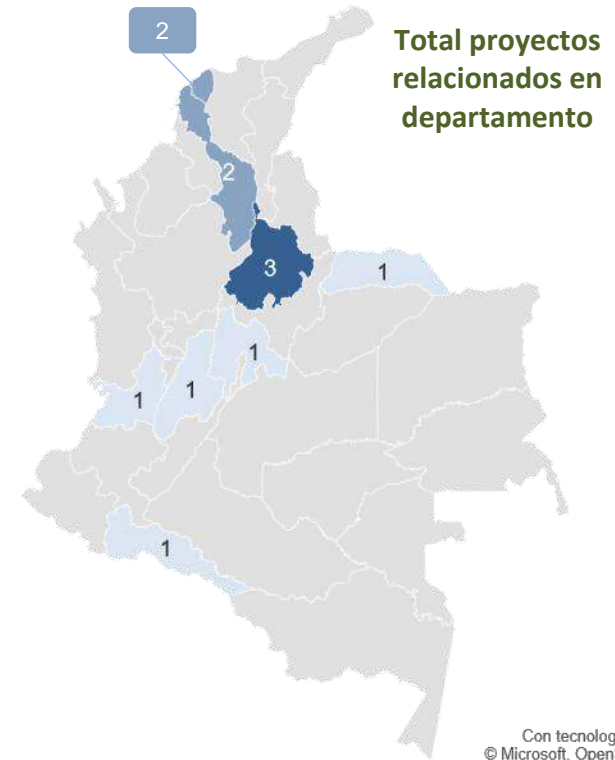 2
Total proyectos
relacionados en
departamento
2
3
1
1
1
1
1
Con tecnolog
© Microsoft, Open